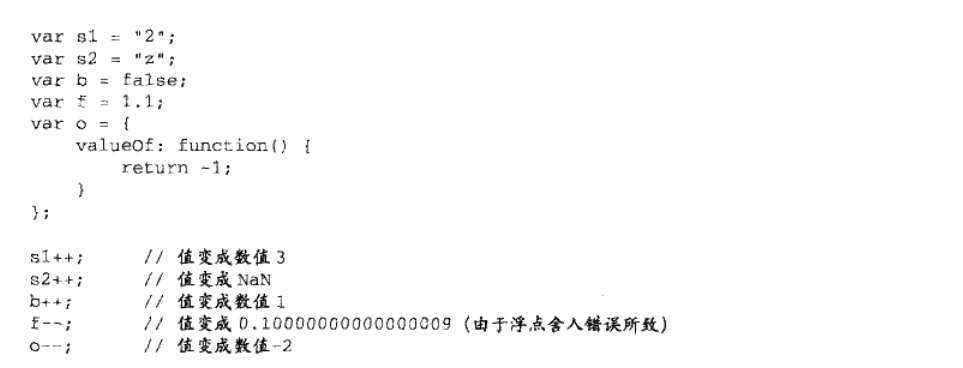 var s1 = "2";
var s2 = "z";
var b = false;
var f = 1.1;
var o = {
    valueOf: function() {
        return -1;
    }
};

s1++;      // 值变成数值 3
s2++;      // 值变成 NaN
b++;       // 值变成数值 1
f--;       // 值变成 0.10000000000000009 (由于浮点舍入错误所致)
o--;       // 值变成数值-2